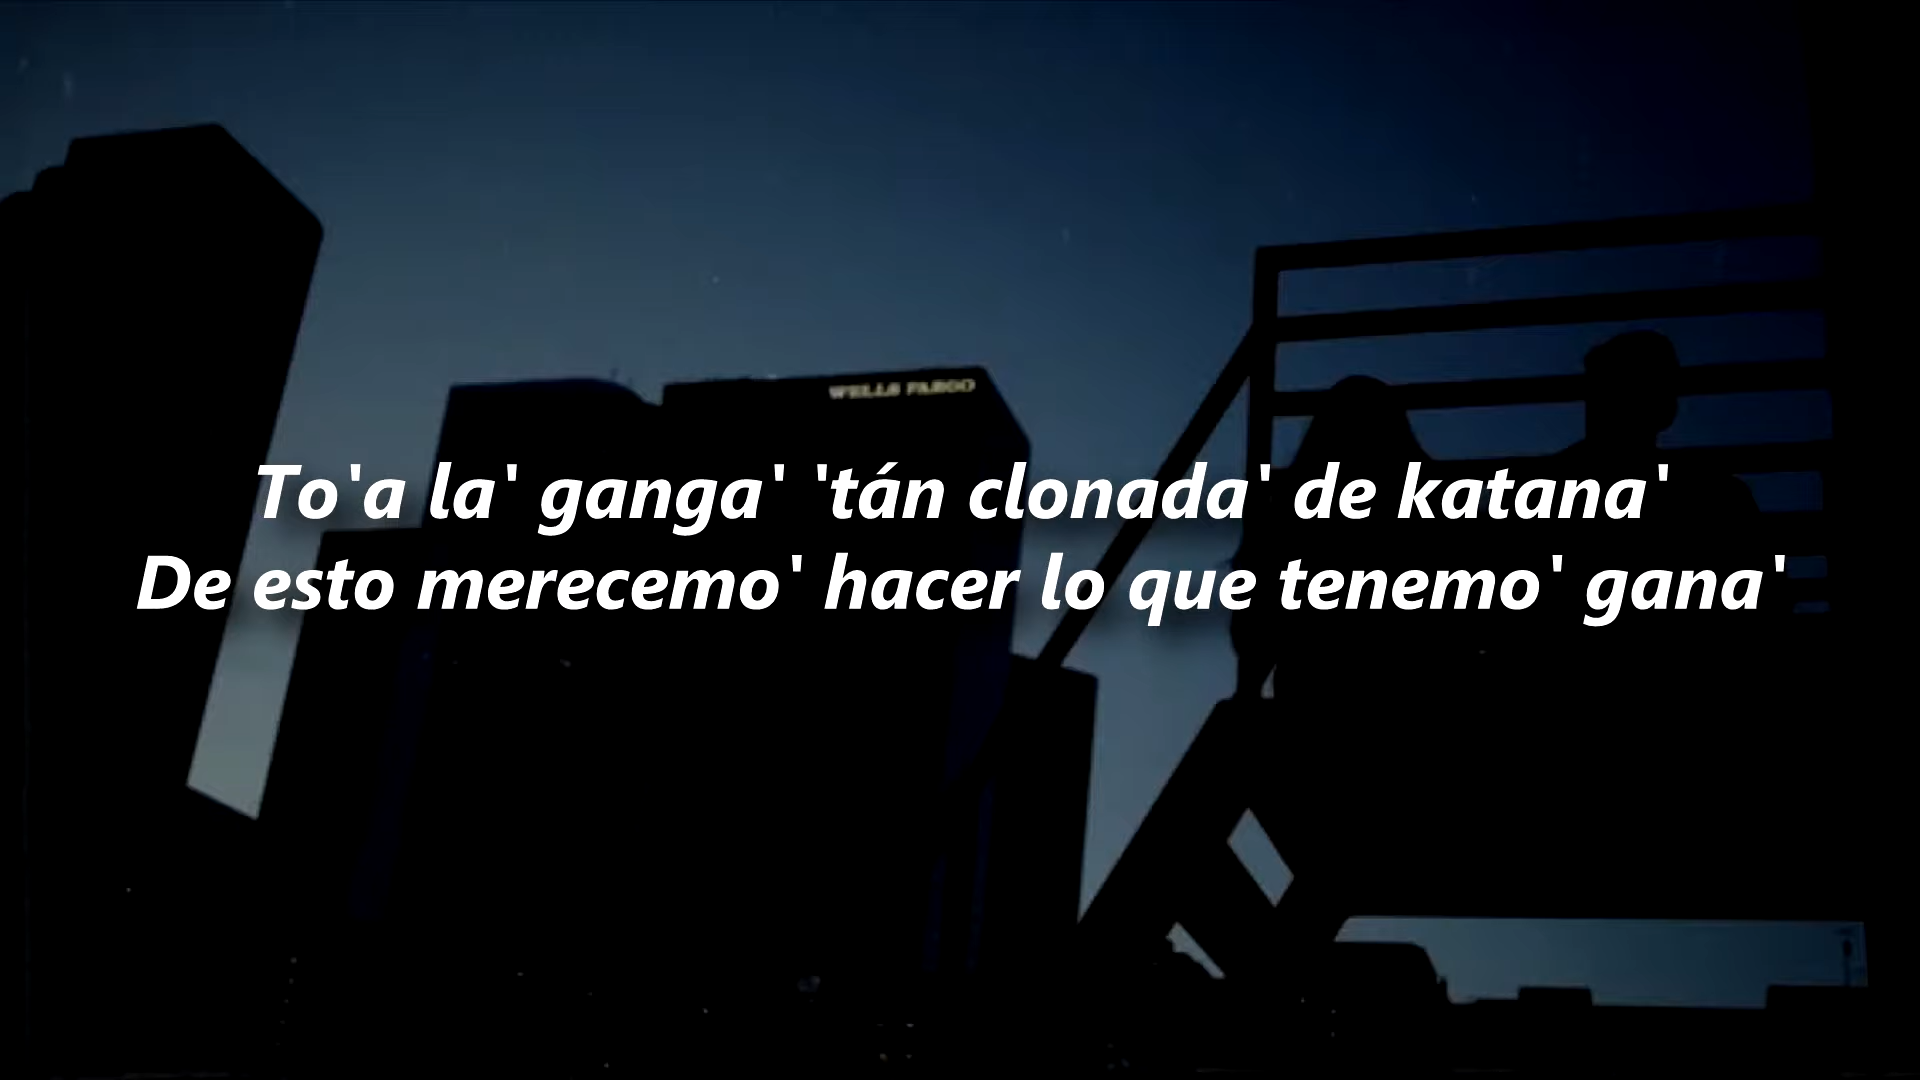 WELLS FARGO
To'a la' ganga' 'tán clonada' de katana'
De esto merecemo' hacer lo que tenemo' gana'